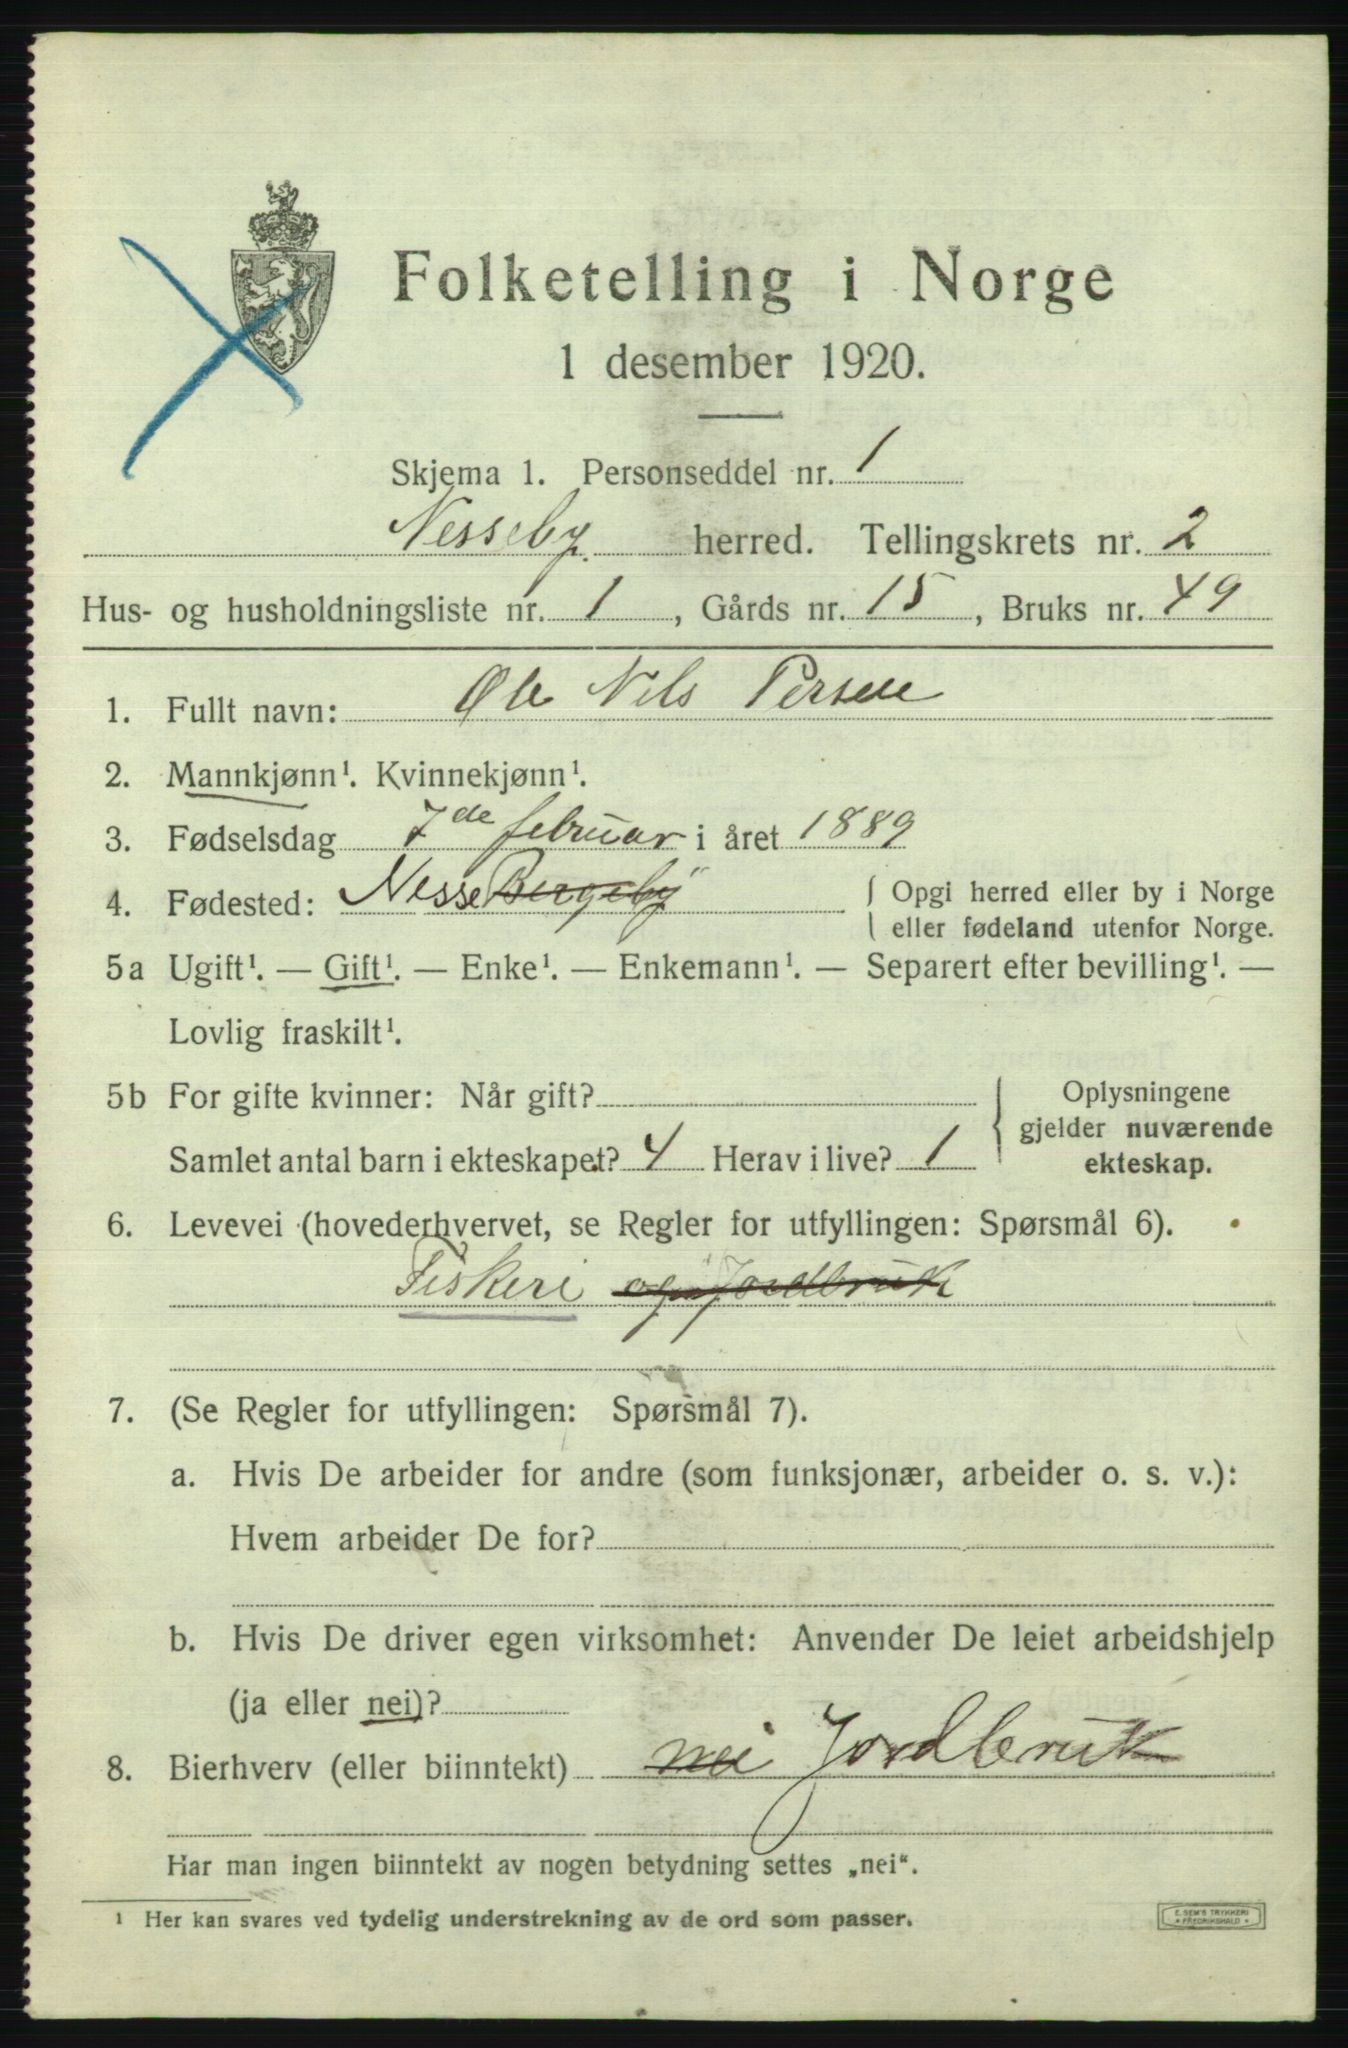 Folketelling i Norge
1 desember 1920.
Skjema 1. Personseddel nr. 1
Nesseby herred. Tellingskrets nr. 2
Hus- og husholdningsliste nr. 1, Gårds nr. 15, Bruks nr. 49
1. Fullt navn: Ole Nils Persen
2. Mannkjønn¹. Kvinnekjønn¹.
3. Fødselsdag 7de februar i året 1889
4. Fødested: Nesse Bergeby" { Opgi herred eller by i Norge
eller fødeland utenfor Norge.
5a Ugift¹. — Gift¹. — Enke¹. — Enkemann¹. — Separert efter bevilling¹. —
Lovlig fraskilt¹.
5b For gifte kvinner: Når gift? { Oplysningene
gjelder nuværende
Samlet antal barn i ekteskapet? 4 Herav i live? 1 ekteskap.
6. Levevei (hovederhvervet, se Regler for utfyllingen: Spørsmål 6).
Fiskeri og Jordbruk
7. (Se Regler for utfyllingen: Spørsmål 7).
a. Hvis De arbeider for andre (som funksjonær, arbeider o. s. v.):
Hvem arbeider De for?
b. Hvis De driver egen virksomhet: Anvender De leiet arbeidshjelp
(ja eller nei)?
8. Bierhverv (eller biinntekt) nei Jordbruk
Har man ingen biinntekt av nogen betydning settes „nei“.
¹ Her kan svares ved tydelig understrekning av de ord som passer.
E. SEM'S TRYKKERI
FREDRIKSHALD